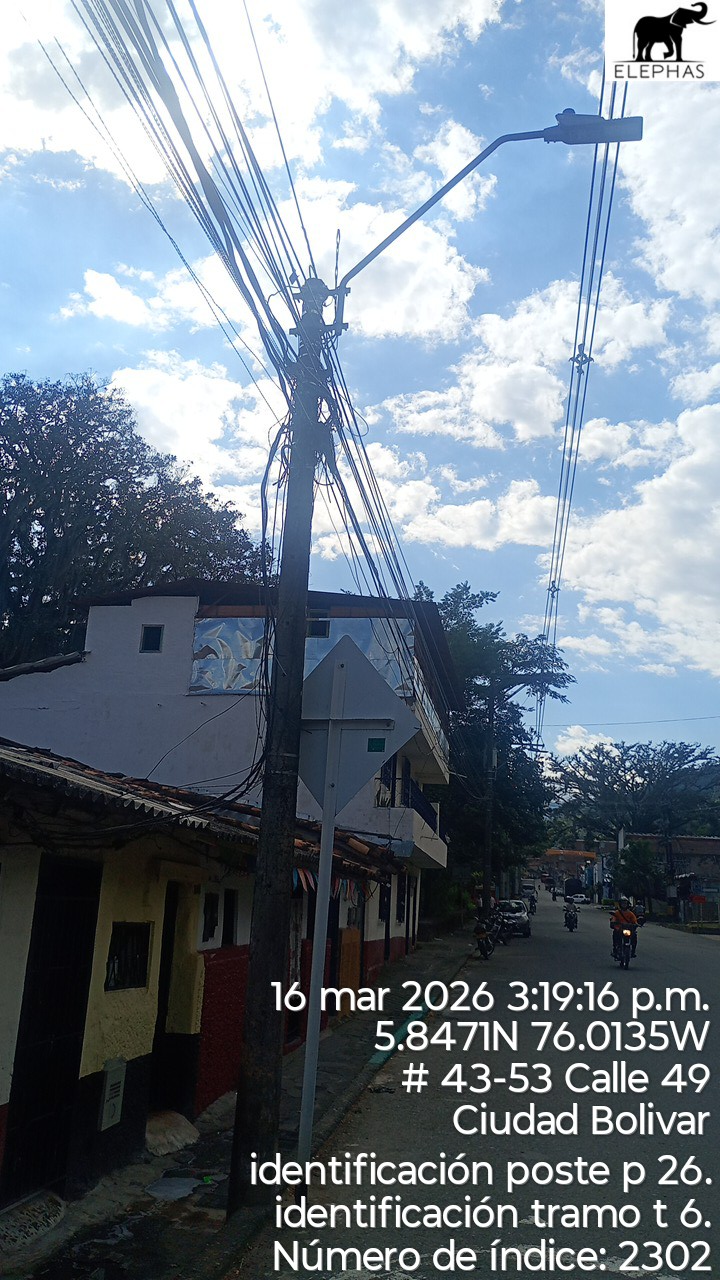 ELEPHAS
16 mar 2026 3:19:16 p.m.
5.8471N 76.0135W
# 43-53 Calle 49
Ciudad Bolivar
identificación poste p 26.
identificación tramo t 6.
Número de índice: 2302